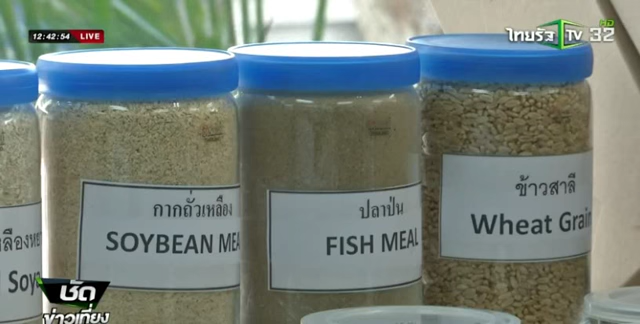 12:42:54 LIVE
ไทยรัฐ TV HD 32
กากถั่วเหลือง
SOYBEAN MEA
ปลาป่น
FISH MEAL
ข้าวสาลี
Wheat Grain
Soy
ชัด
ข่าวเที่ยง